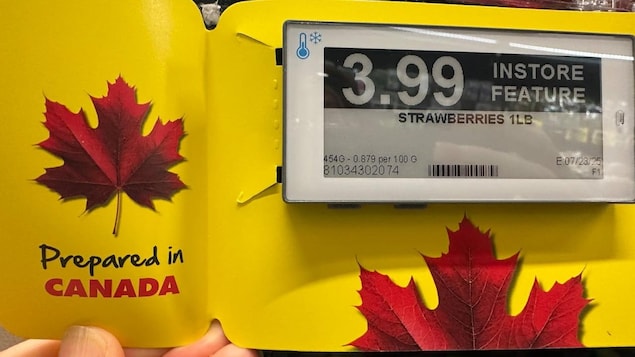 3.99 INSTORE
FEATURE
STRAWBERRIES 1LB
454G - 0.879 per 100 G
81034302074
E 07/23/25
F1
Prepared in
CANADA